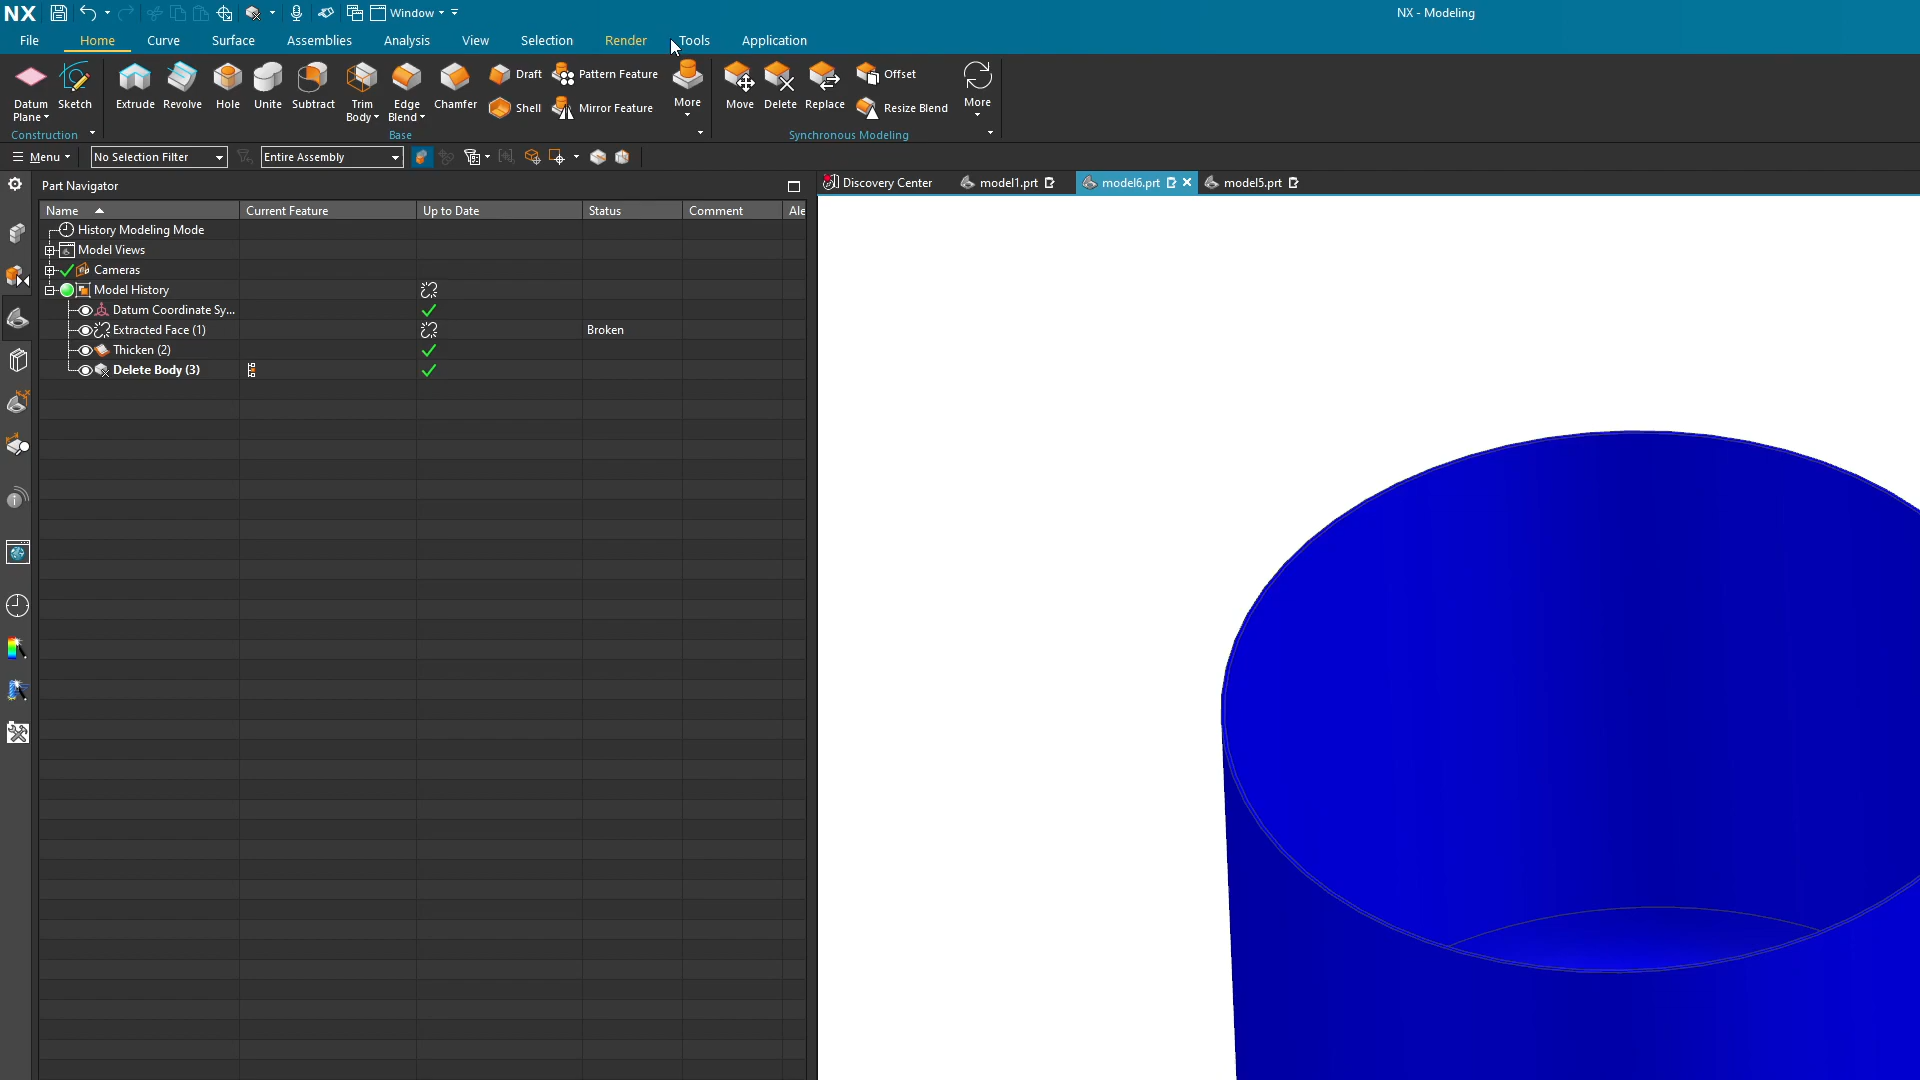 NX
Window
NX - Modeling
File
Home
Curve
Surface
Assemblies
Analysis
View
Selection
Render
Tools
Application
Datum
Plane
Sketch
Extrude
Revolve
Hole
Unite
Subtract
Trim
Body
Edge
Blend
Chamfer
Draft
Shell
Pattern Feature
Mirror Feature
More
Move
Delete
Replace
Offset
Resize Blend
More
Construction
Base
Synchronous Modeling
Menu
No Selection Filter
Entire Assembly
Part Navigator
Discovery Center
model1.prt
model6.prt
model5.prt
Name
Current Feature
Up to Date
Status
Comment
Ale
History Modeling Mode
Model Views
Cameras
Model History
Datum Coordinate Sy...
Extracted Face (1)
Broken
Thicken (2)
Delete Body (3)